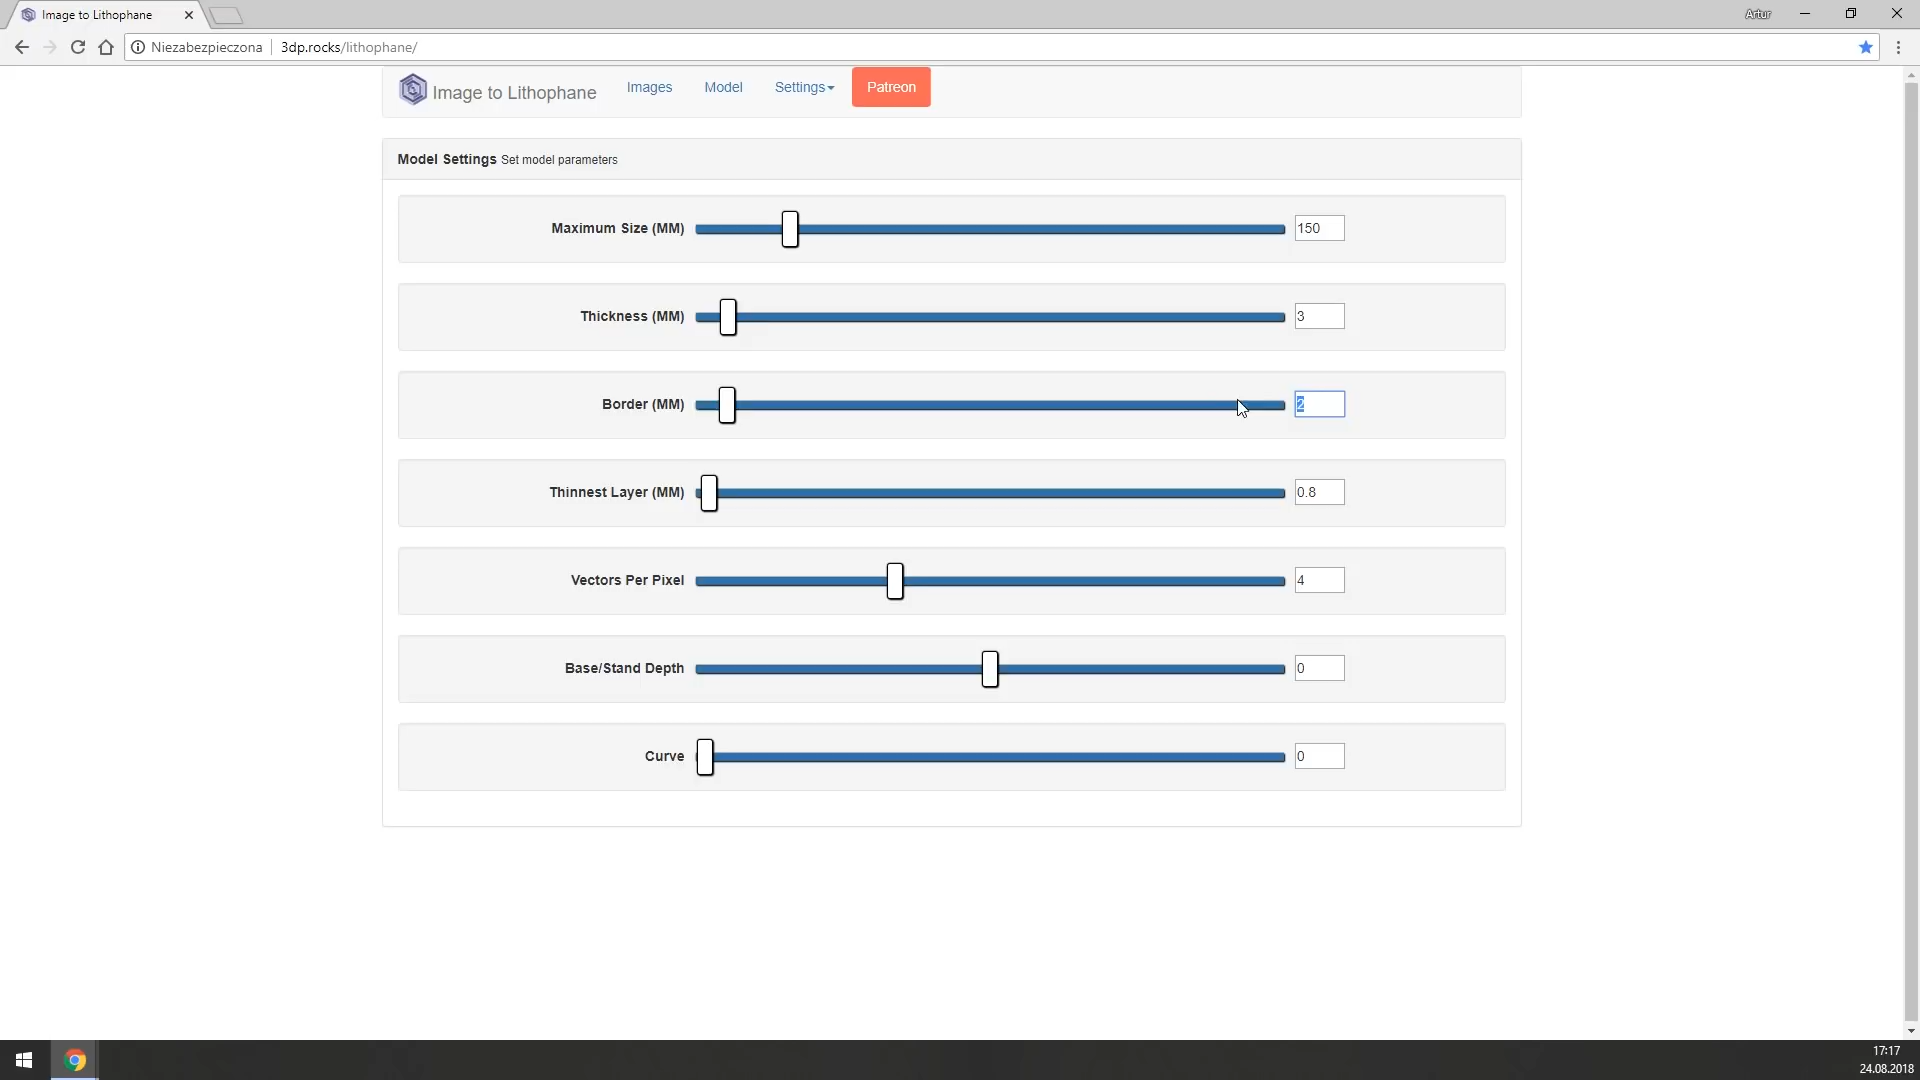 Image to Lithophane
Artur
Niezabezpieczona 3dp.rocks/lithophane/
Image to Lithophane Images Model Settings Patreon
Model Settings Set model parameters
Maximum Size (MM) 150
Thickness (MM) 3
Border (MM) 2
Thinnest Layer (MM) 0.8
Vectors Per Pixel 4
Base/Stand Depth 0
Curve 0
17:17
24.08.2018